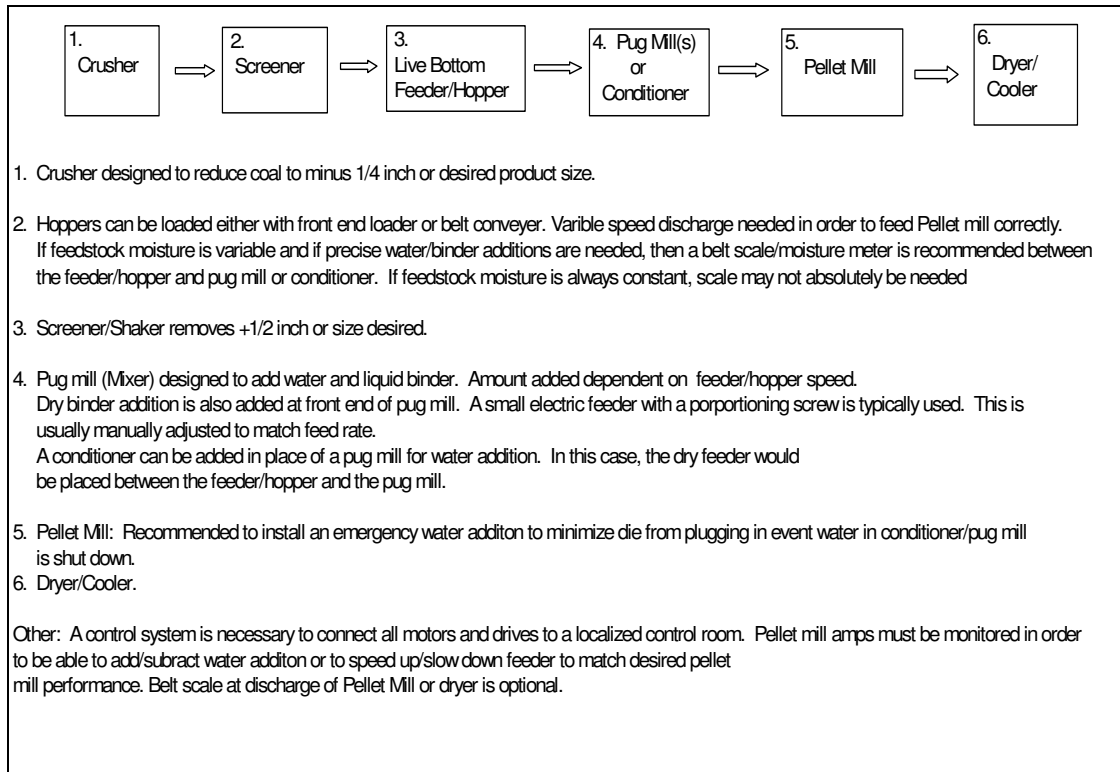 1.
Crusher
2.
Screener
3.
Live Bottom
Feeder/Hopper
4. Pug Mill(s)
or
Conditioner
5.
Pellet Mill
6.
Dryer/
Cooler
1. Crusher designed to reduce coal to minus 1/4 inch or desired product size.
2. Hoppers can be loaded either with front end loader or belt conveyer. Varible speed discharge needed in order to feed Pellet mill correctly.
If feedstock moisture is variable and if precise water/binder additions are needed, then a belt scale/moisture meter is recommended between
the feeder/hopper and pug mill or conditioner. If feedstock moisture is always constant, scale may not absolutely be needed
3. Screener/Shaker removes +1/2 inch or size desired.
4. Pug mill (Mixer) designed to add water and liquid binder. Amount added dependent on feeder/hopper speed.
Dry binder addition is also added at front end of pug mill. A small electric feeder with a porportioning screw is typically used. This is
usually manually adjusted to match feed rate.
A conditioner can be added in place of a pug mill for water addition. In this case, the dry feeder would
be placed between the feeder/hopper and the pug mill.
5. Pellet Mill: Recommended to install an emergency water additon to minimize die from plugging in event water in conditioner/pug mill
is shut down.
6. Dryer/Cooler.
Other: A control system is necessary to connect all motors and drives to a localized control room. Pellet mill amps must be monitored in order
to be able to add/subract water additon or to speed up/slow down feeder to match desired pellet
mill performance. Belt scale at discharge of Pellet Mill or dryer is optional.